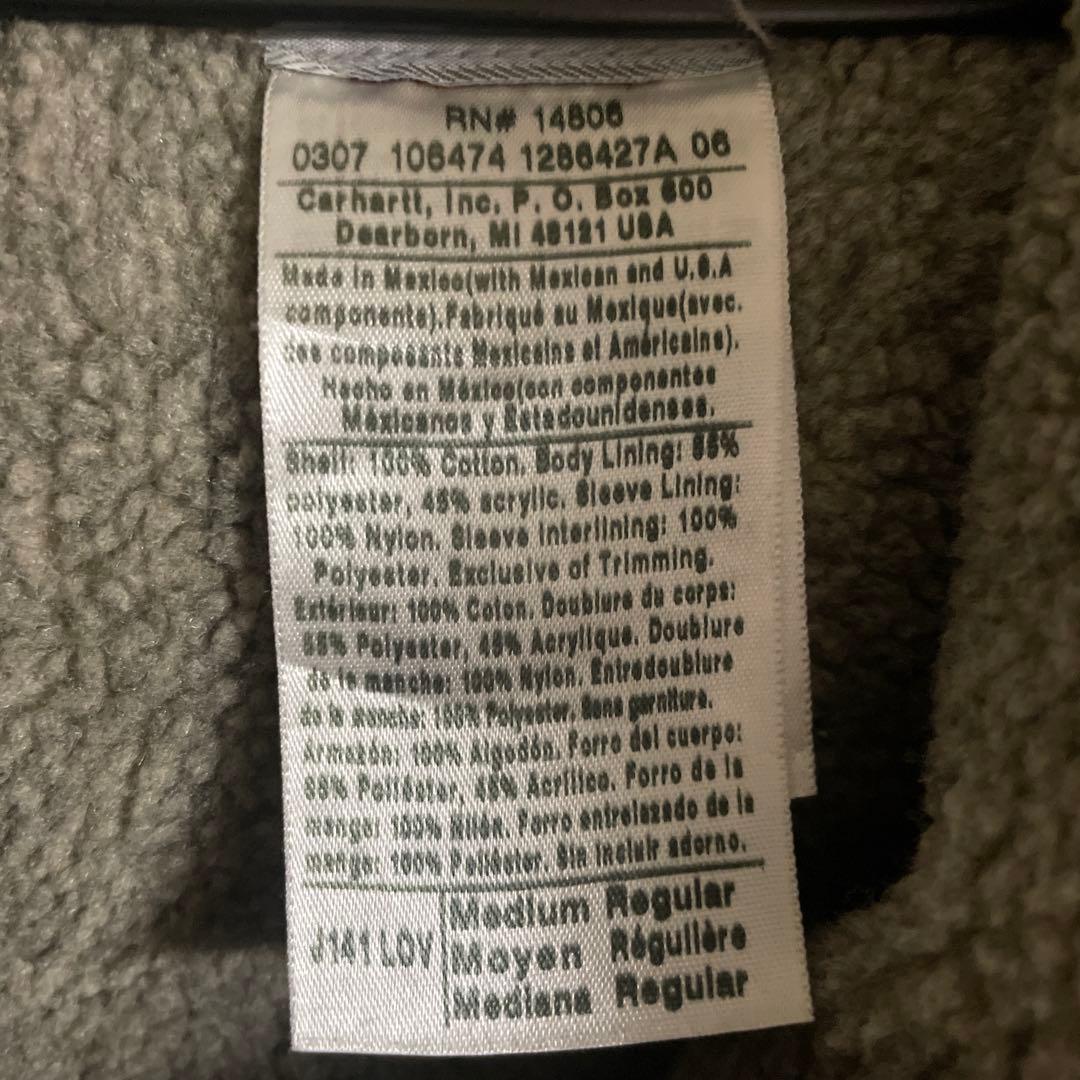 RN# 14806
0307 106474 1286427A 06
Carhartt, Inc. P. O. Box 600
Dearborn, MI 48121 USA
Made in Mexico(with Mexican and U.S.A
components).Fabriqué au Mexique(avec.
des composants Mexicains et Américains).
Hecho en México(con componentes
Mexicanos y Estadounidenses.
Shell: 100% Cotton. Body Lining: 55%
polyester, 45% acrylic. Sleeve Lining:
100% Nylon. Sleeve Interlining: 100%
Polyester. Exclusive of Trimming.
Extérieur: 100% Coton. Doublure du corps:
55% Polyester, 45% Acrylique. Doublure
de la manche: 100% Nylon. Entredoublure
de la manche: 100% Polyester. Sans garniture.
Armazón: 100% Algodón. Forro del cuerpo:
55% Poliéster, 45% Acrílico. Forro de la
manga: 100% Nilón. Forro entrelazado de la
manga: 100% Poliéster. Sin incluir adorno.
J141 LOV
Medium Regular
Moyen Régulière
Mediana Regular